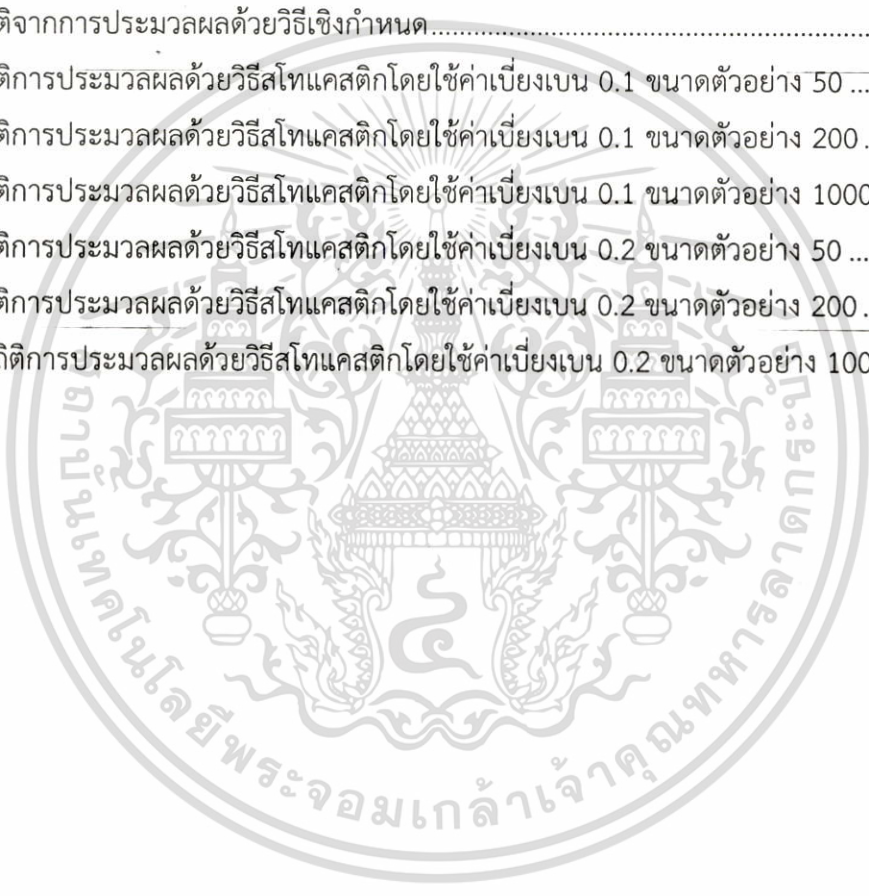 ติจากการประมวลผลด้วยวิธีเชิงกำหนด...........................................................
ติการประมวลผลด้วยวิธีสโทแคสติกโดยใช้ค่าเบี่ยงเบน 0.1 ขนาดตัวอย่าง 50 ...
ติการประมวลผลด้วยวิธีสโทแคสติกโดยใช้ค่าเบี่ยงเบน 0.1 ขนาดตัวอย่าง 200 .
ติการประมวลผลด้วยวิธีสโทแคสติกโดยใช้ค่าเบี่ยงเบน 0.1 ขนาดตัวอย่าง 1000
ติการประมวลผลด้วยวิธีสโทแคสติกโดยใช้ค่าเบี่ยงเบน 0.2 ขนาดตัวอย่าง 50 ...
ติการประมวลผลด้วยวิธีสโทแคสติกโดยใช้ค่าเบี่ยงเบน 0.2 ขนาดตัวอย่าง 200 .
ถิติการประมวลผลด้วยวิธีสโทแคสติกโดยใช้ค่าเบี่ยงเบน 0.2 ขนาดตัวอย่าง 100
สถาบันเทคโนโลยีพระจอมเกล้าเจ้าคุณทหารลาดกระบัง